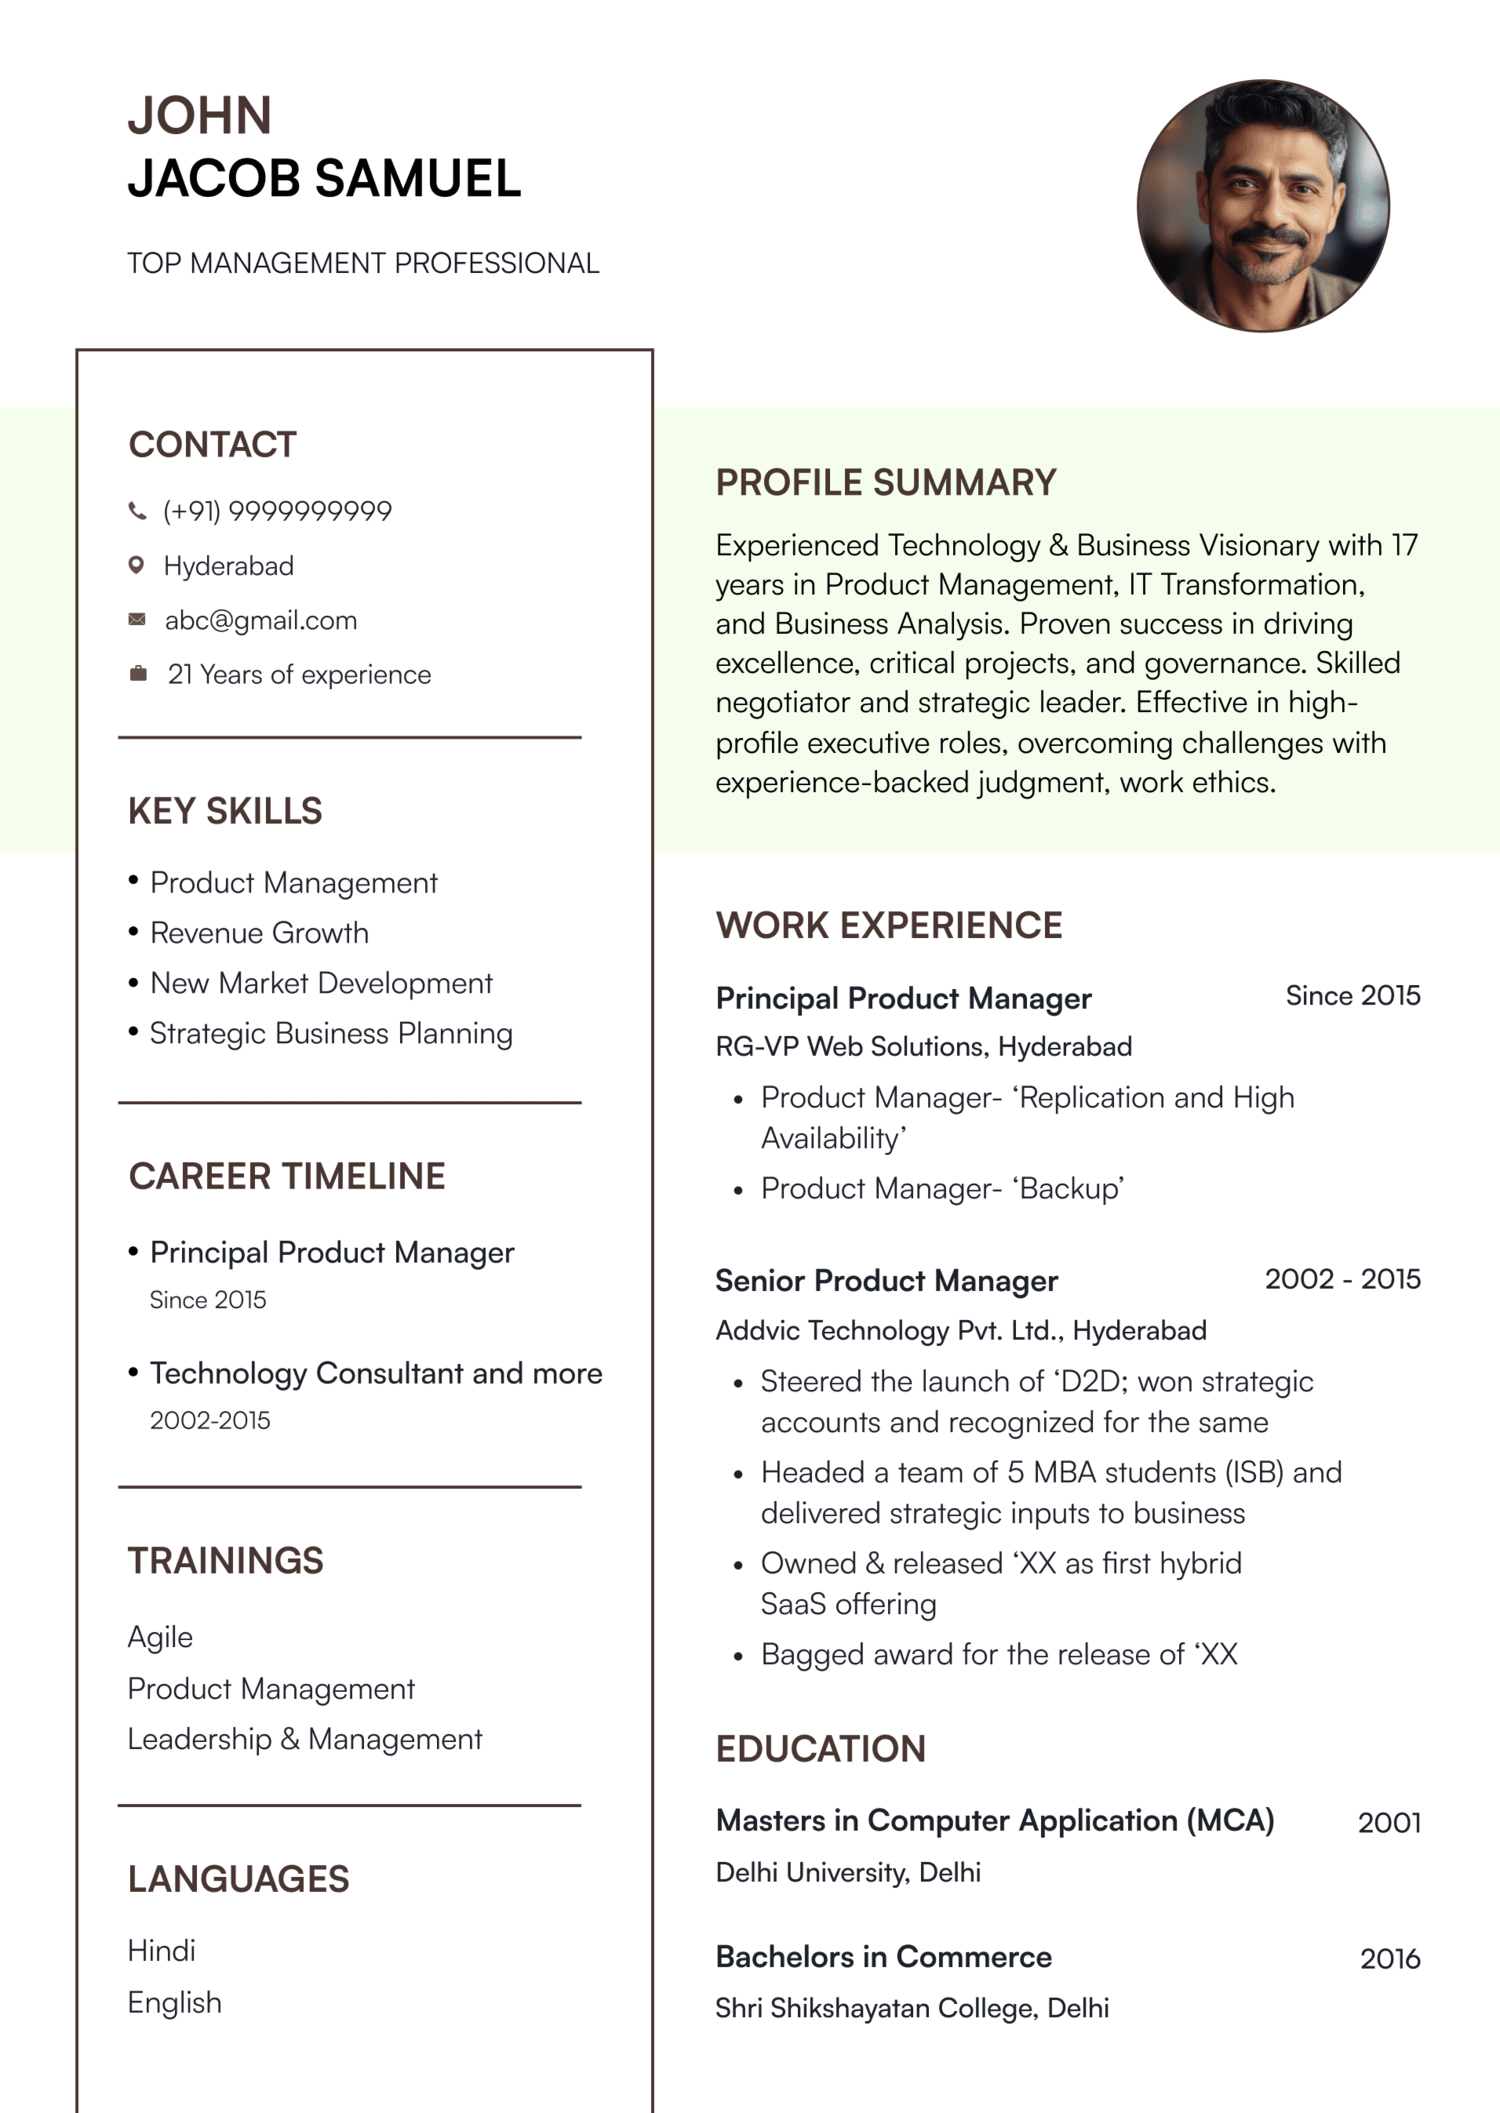 JOHN
JACOB SAMUEL
TOP MANAGEMENT PROFESSIONAL
CONTACT
(+91) 9999999999
Hyderabad
abc@gmail.com
21 Years of experience
KEY SKILLS
• Product Management
• Revenue Growth
• New Market Development
• Strategic Business Planning
CAREER TIMELINE
• Principal Product Manager
Since 2015
• Technology Consultant and more
2002-2015
TRAININGS
Agile
Product Management
Leadership & Management
LANGUAGES
Hindi
English
PROFILE SUMMARY
Experienced Technology & Business Visionary with 17
years in Product Management, IT Transformation,
and Business Analysis. Proven success in driving
excellence, critical projects, and governance. Skilled
negotiator and strategic leader. Effective in high-
profile executive roles, overcoming challenges with
experience-backed judgment, work ethics.
WORK EXPERIENCE
Principal Product Manager Since 2015
RG-VP Web Solutions, Hyderabad
• Product Manager- ‘Replication and High
Availability’
• Product Manager- ‘Backup’
Senior Product Manager 2002 - 2015
Addvic Technology Pvt. Ltd., Hyderabad
• Steered the launch of ‘D2D; won strategic
accounts and recognized for the same
• Headed a team of 5 MBA students (ISB) and
delivered strategic inputs to business
• Owned & released ‘XX as first hybrid
SaaS offering
• Bagged award for the release of ‘XX
EDUCATION
Masters in Computer Application (MCA) 2001
Delhi University, Delhi
Bachelors in Commerce 2016
Shri Shikshayatan College, Delhi